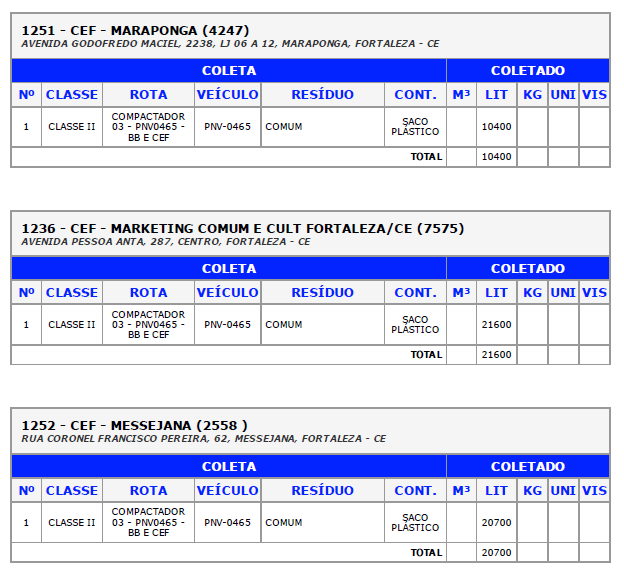 1251 - CEF - MARAPONGA (4247)
AVENIDA GODOFREDO MACIEL, 2238, LJ 06 A 12, MARAPONGA, FORTALEZA - CE
COLETA COLETADO
Nº CLASSE ROTA VEÍCULO RESÍDUO CONT. M³ LIT KG UNI VIS
1 CLASSE II COMPACTADOR 03 - PNV0465 - BB E CEF PNV-0465 COMUM SACO PLÁSTICO 10400
TOTAL 10400
1236 - CEF - MARKETING COMUM E CULT FORTALEZA/CE (7575)
AVENIDA PESSOA ANTA, 287, CENTRO, FORTALEZA - CE
COLETA COLETADO
Nº CLASSE ROTA VEÍCULO RESÍDUO CONT. M³ LIT KG UNI VIS
1 CLASSE II COMPACTADOR 03 - PNV0465 - BB E CEF PNV-0465 COMUM SACO PLÁSTICO 21600
TOTAL 21600
1252 - CEF - MESSEJANA (2558 )
RUA CORONEL FRANCISCO PEREIRA, 62, MESSEJANA, FORTALEZA - CE
COLETA COLETADO
Nº CLASSE ROTA VEÍCULO RESÍDUO CONT. M³ LIT KG UNI VIS
1 CLASSE II COMPACTADOR 03 - PNV0465 - BB E CEF PNV-0465 COMUM SACO PLÁSTICO 20700
TOTAL 20700